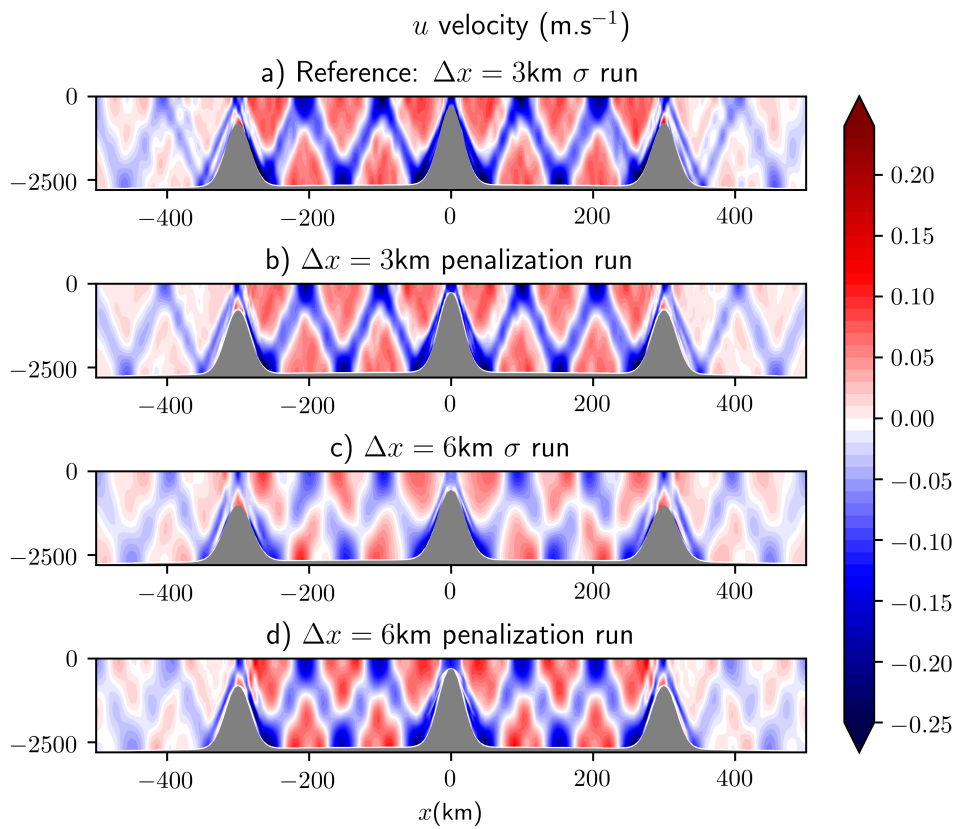 u velocity (m.s⁻¹)
a) Reference: Δx = 3km σ run
0
−2500
−400 −200 0 200 400
b) Δx = 3km penalization run
0
−2500
−400 −200 0 200 400
c) Δx = 6km σ run
0
−2500
−400 −200 0 200 400
d) Δx = 6km penalization run
0
−2500
−400 −200 0 200 400
x(km)
0.20
0.15
0.10
0.05
0.00
−0.05
−0.10
−0.15
−0.20
−0.25